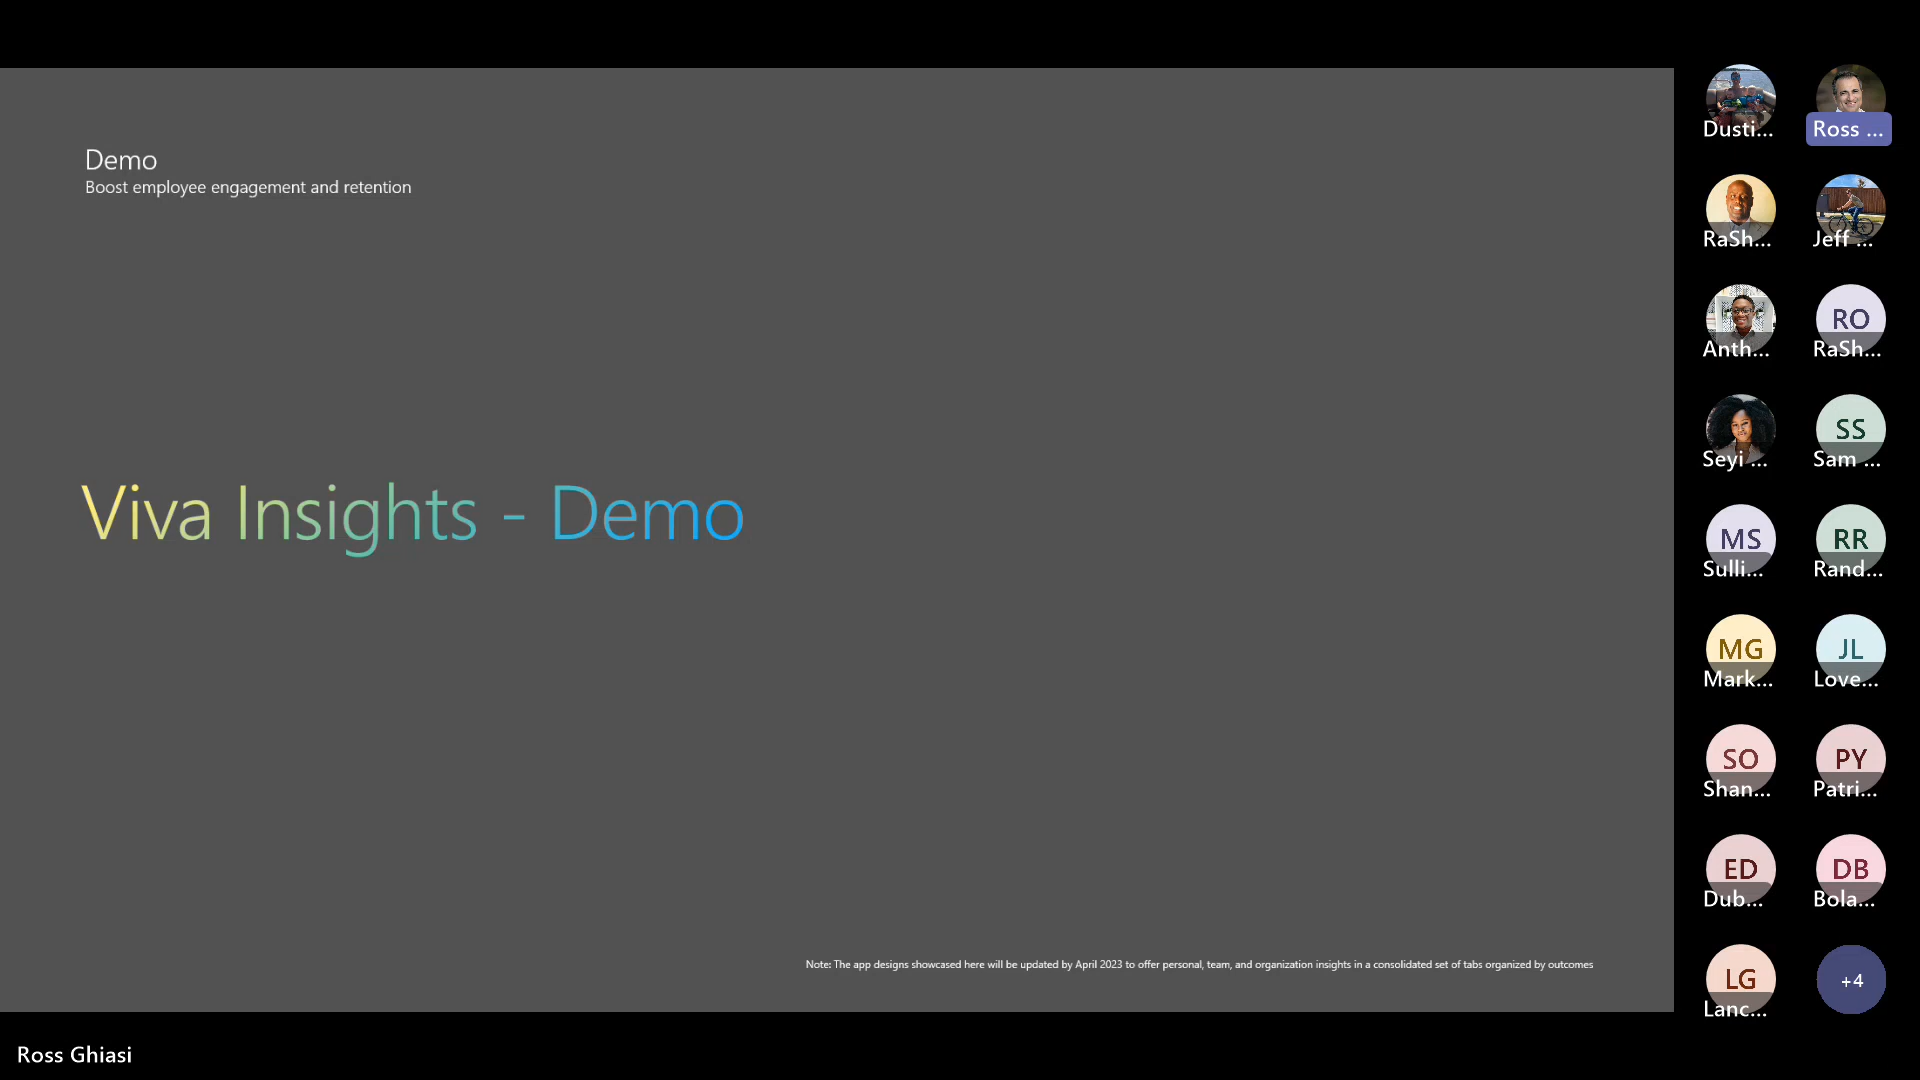 Demo
Boost employee engagement and retention
Viva Insights - Demo
Note: The app designs showcased here will be updated by April 2023 to offer personal, team, and organization insights in a consolidated set of tabs organized by outcomes
Dusti...
Ross ...
RaSh...
Jeff ...
Anth...
RO
RaSh...
Seyi ...
SS
Sam ...
MS
Sulli...
RR
Rand...
MG
Mark...
JL
Love...
SO
Shan...
PY
Patri...
ED
Dub...
DB
Bola...
LG
Lanc...
+4
Ross Ghiasi